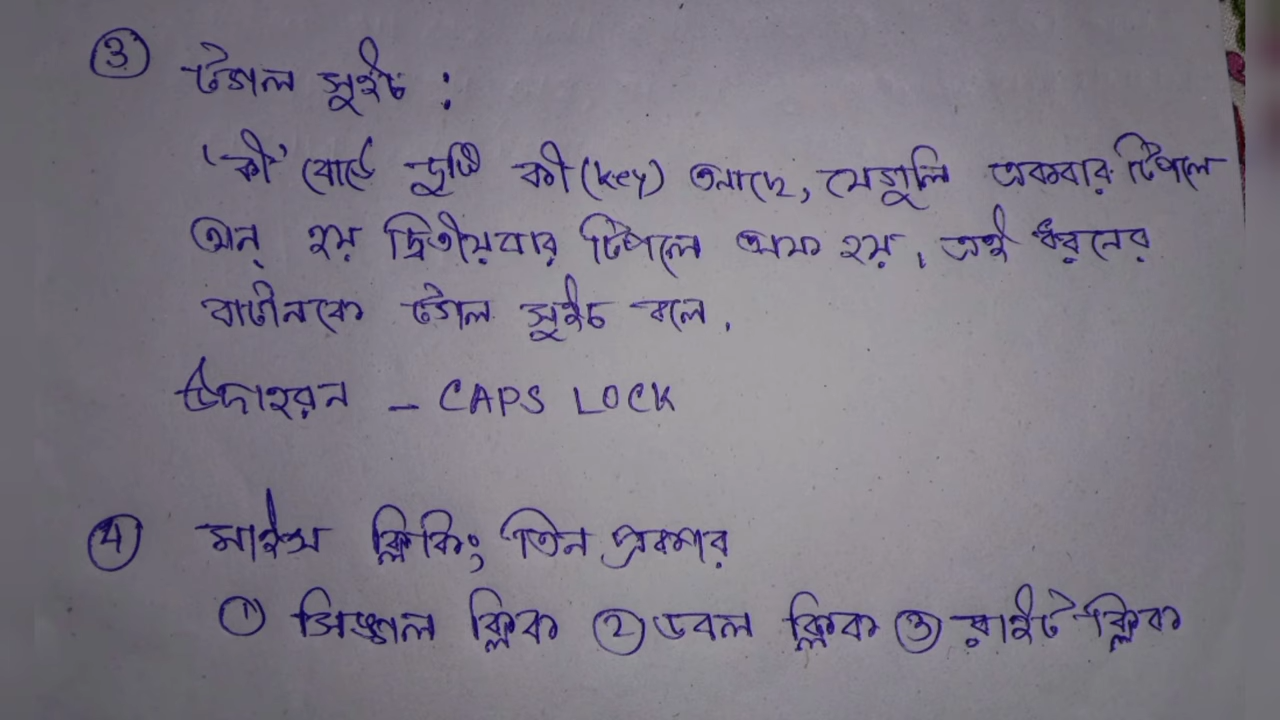 ③ টগল সুইচ :
'কী' বোর্ডে দুটি কী (key) আছে, যেগুলি একবার টিপলে
অন্ হয় দ্বিতীয়বার টিপলে অফ হয়, এই ধরনের
বাটনকে টগল সুইচ বলে,
উদাহরন - CAPS LOCK
④ মাউস ক্লিকিং তিন প্রকার
① সিঙ্গল ক্লিক ② ডবল ক্লিক ③ রাইট ক্লিক